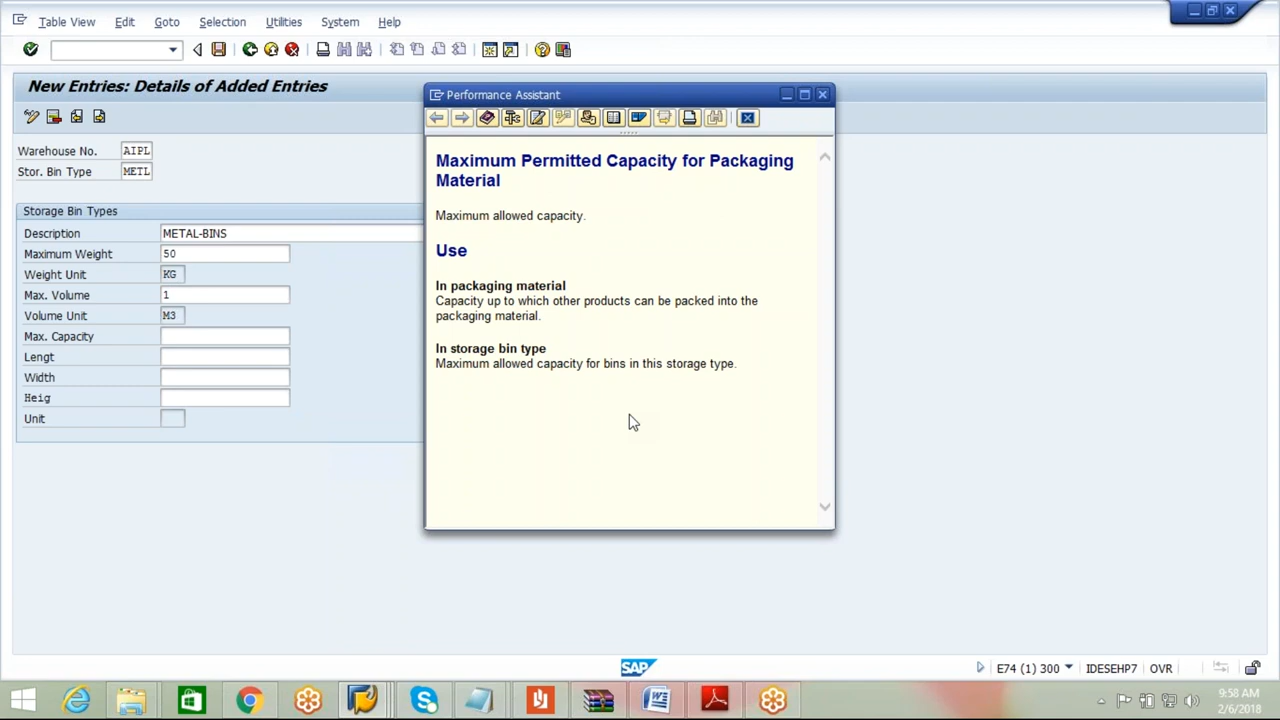 Table View Edit Goto Selection Utilities System Help
New Entries: Details of Added Entries
Warehouse No. AIPL
Stor. Bin Type METL
Storage Bin Types
Description METAL-BINS
Maximum Weight 50
Weight Unit KG
Max. Volume 1
Volume Unit M3
Max. Capacity
Lengt
Width
Heig
Unit
Performance Assistant
Maximum Permitted Capacity for Packaging
Material
Maximum allowed capacity.
Use
In packaging material
Capacity up to which other products can be packed into the
packaging material.
In storage bin type
Maximum allowed capacity for bins in this storage type.
SAP
E74 (1) 300 IDESEHP7 OVR
9:58 AM
2/6/2018